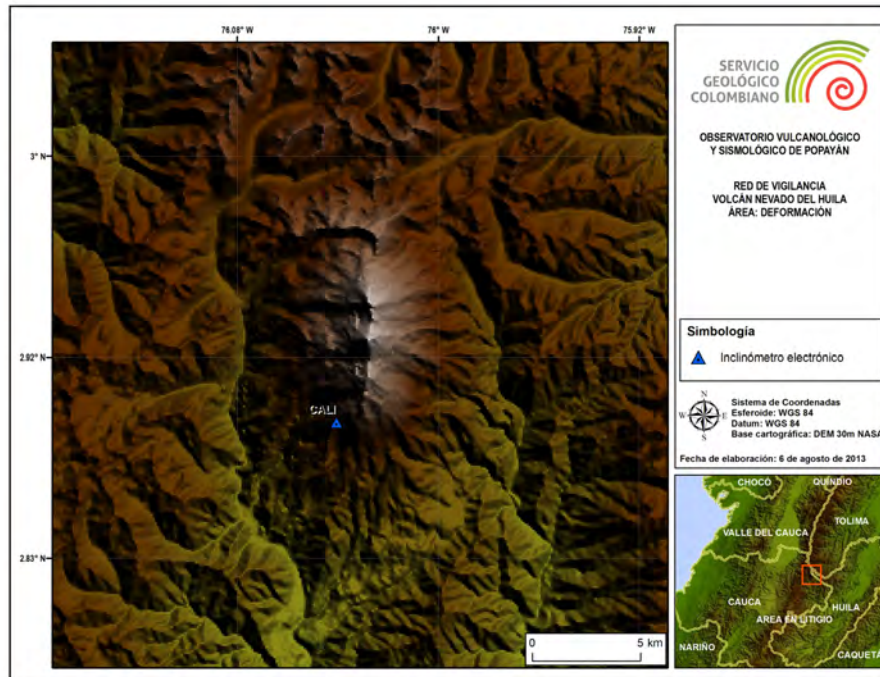 76.08° W
76° W
75.92° W
3° N
2.92° N
2.83° N
CALI
0
5 km
SERVICIO
GEOLÓGICO
COLOMBIANO
OBSERVATORIO VULCANOLÓGICO
Y SISMOLÓGICO DE POPAYÁN
RED DE VIGILANCIA
VOLCÁN NEVADO DEL HUILA
ÁREA: DEFORMACIÓN
Simbología
Inclinómetro electrónico
N
W
E
S
Sistema de Coordenadas
Esferoide: WGS 84
Datum: WGS 84
Base cartográfica: DEM 30m NASA
Fecha de elaboración: 6 de agosto de 2013
CHOCÓ
QUINDÍO
TOLIMA
VALLE DEL CAUCA
CAUCA
HUILA
AREA EN LITIGIO
NARIÑO
CAQUETÁ